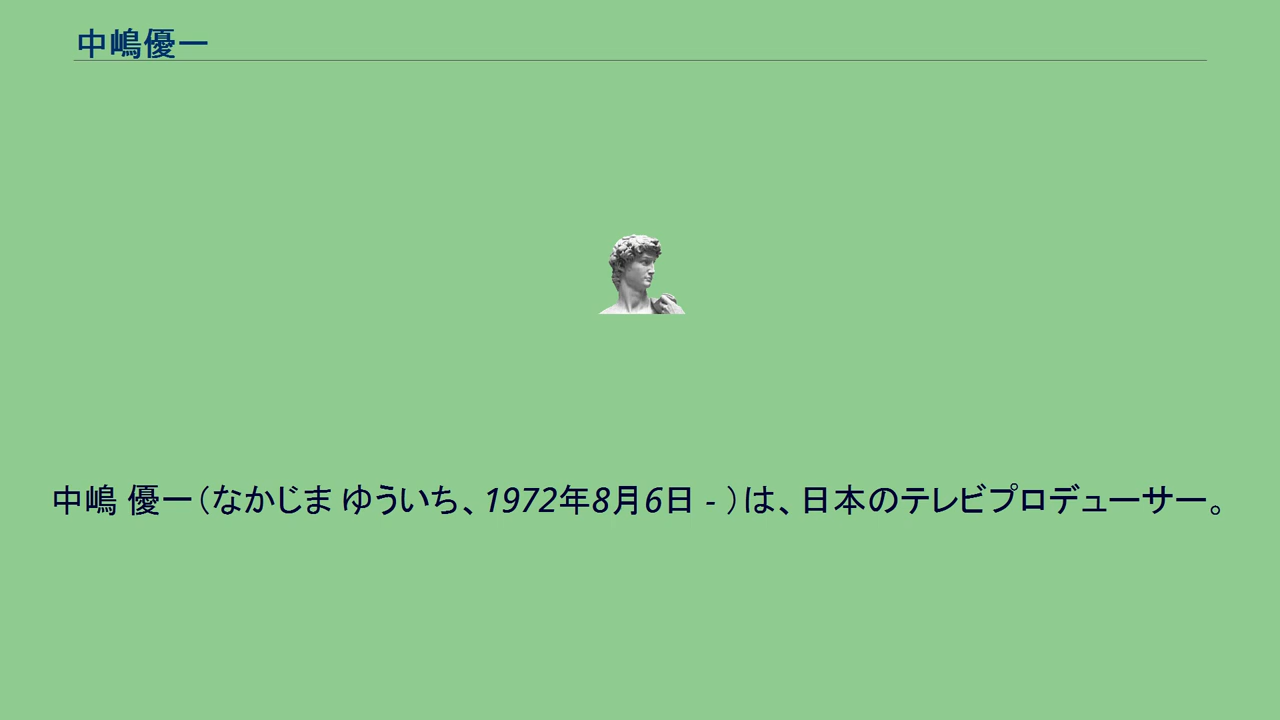 中嶋優一
中嶋 優一（なかじま ゆういち、1972年8月6日 - ）は、日本のテレビプロデューサー。